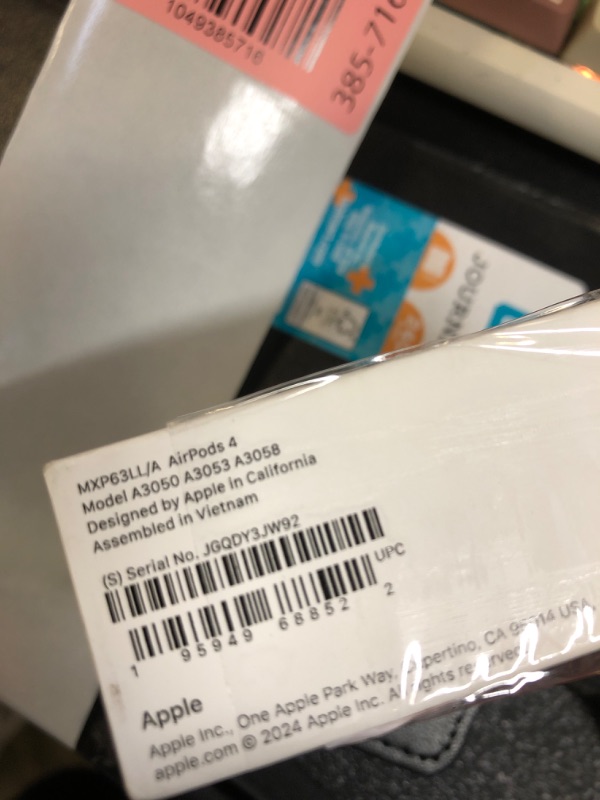 1049385716
385-716
JOURN
MXP63LL/A AirPods 4
Model A3050 A3053 A3058
Designed by Apple in California
Assembled in Vietnam
(S) Serial No. JGQDY3JW92
UPC
1 95949 68852 2
Apple
Apple Inc., One Apple Park Way, Cupertino, CA 95014 USA
apple.com © 2024 Apple Inc. All rights reserved